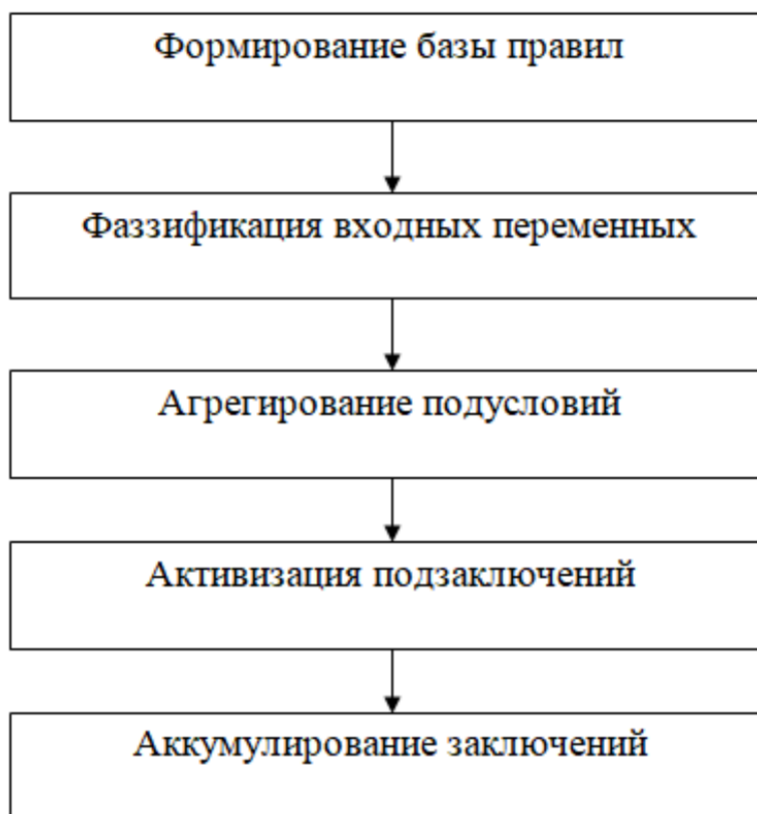 Формирование базы правил
Фаззификация входных переменных
Агрегирование подусловий
Активизация подзаключений
Аккумулирование заключений